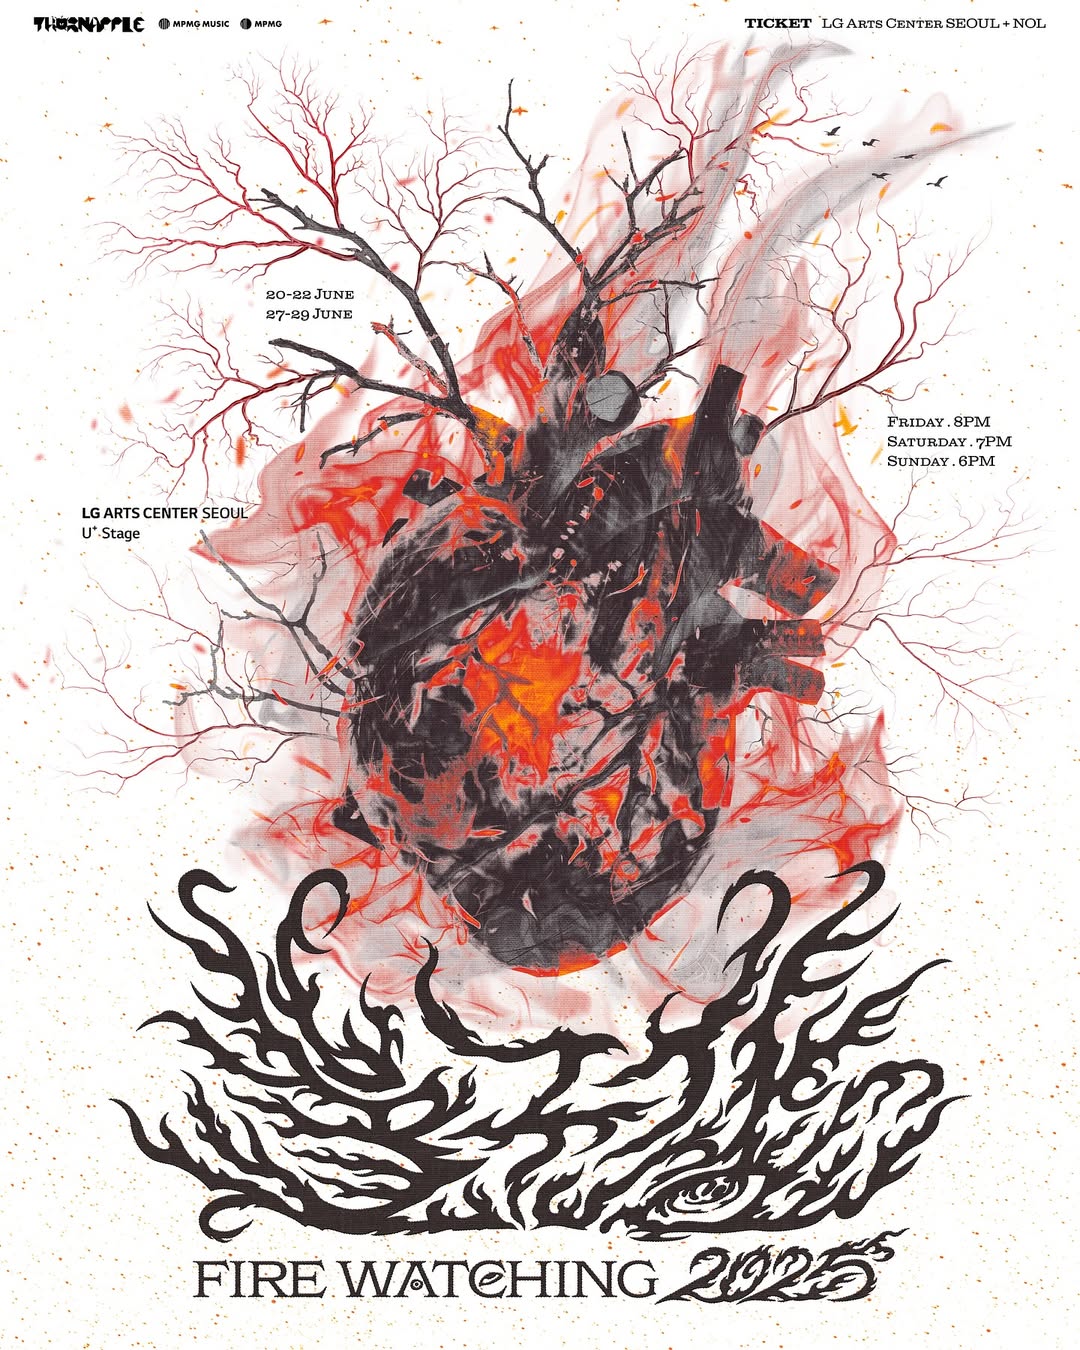 THORNAPPLE MPMG MUSIC MPMG
TICKET LG ARTS CENTER SEOUL + NOL
20-22 JUNE
27-29 JUNE
FRIDAY . 8PM
SATURDAY . 7PM
SUNDAY . 6PM
LG ARTS CENTER SEOUL
U+ Stage
FIRE WATCHING 2025